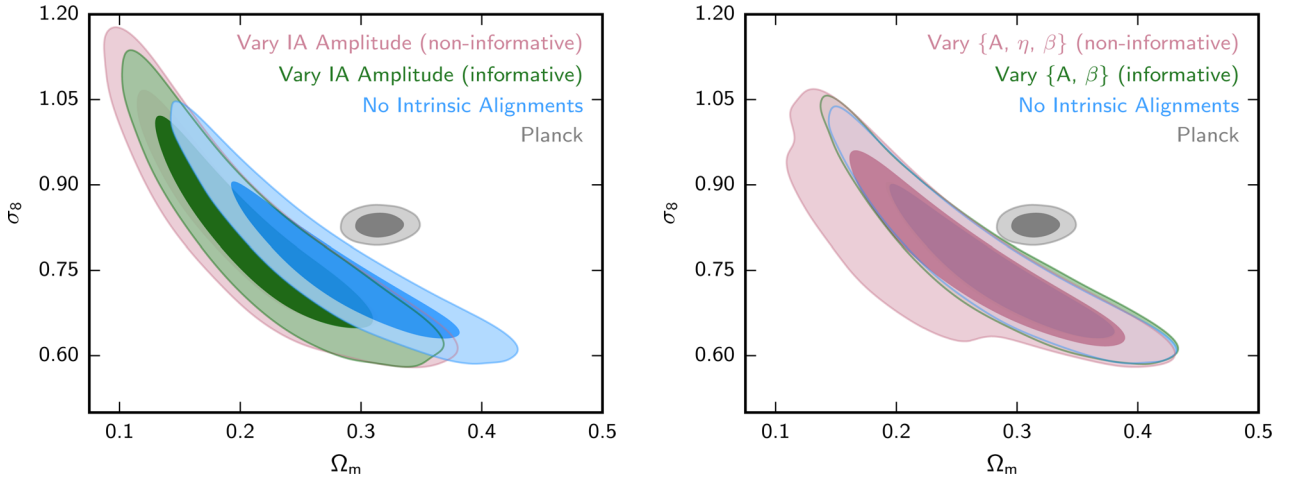 1.20
1.05
0.90
0.75
0.60
σ₈
0.1
0.2
0.3
0.4
0.5
Ωₘ
Vary IA Amplitude (non-informative)
Vary IA Amplitude (informative)
No Intrinsic Alignments
Planck
1.20
1.05
0.90
0.75
0.60
σ₈
0.1
0.2
0.3
0.4
0.5
Ωₘ
Vary {A, η, β} (non-informative)
Vary {A, β} (informative)
No Intrinsic Alignments
Planck